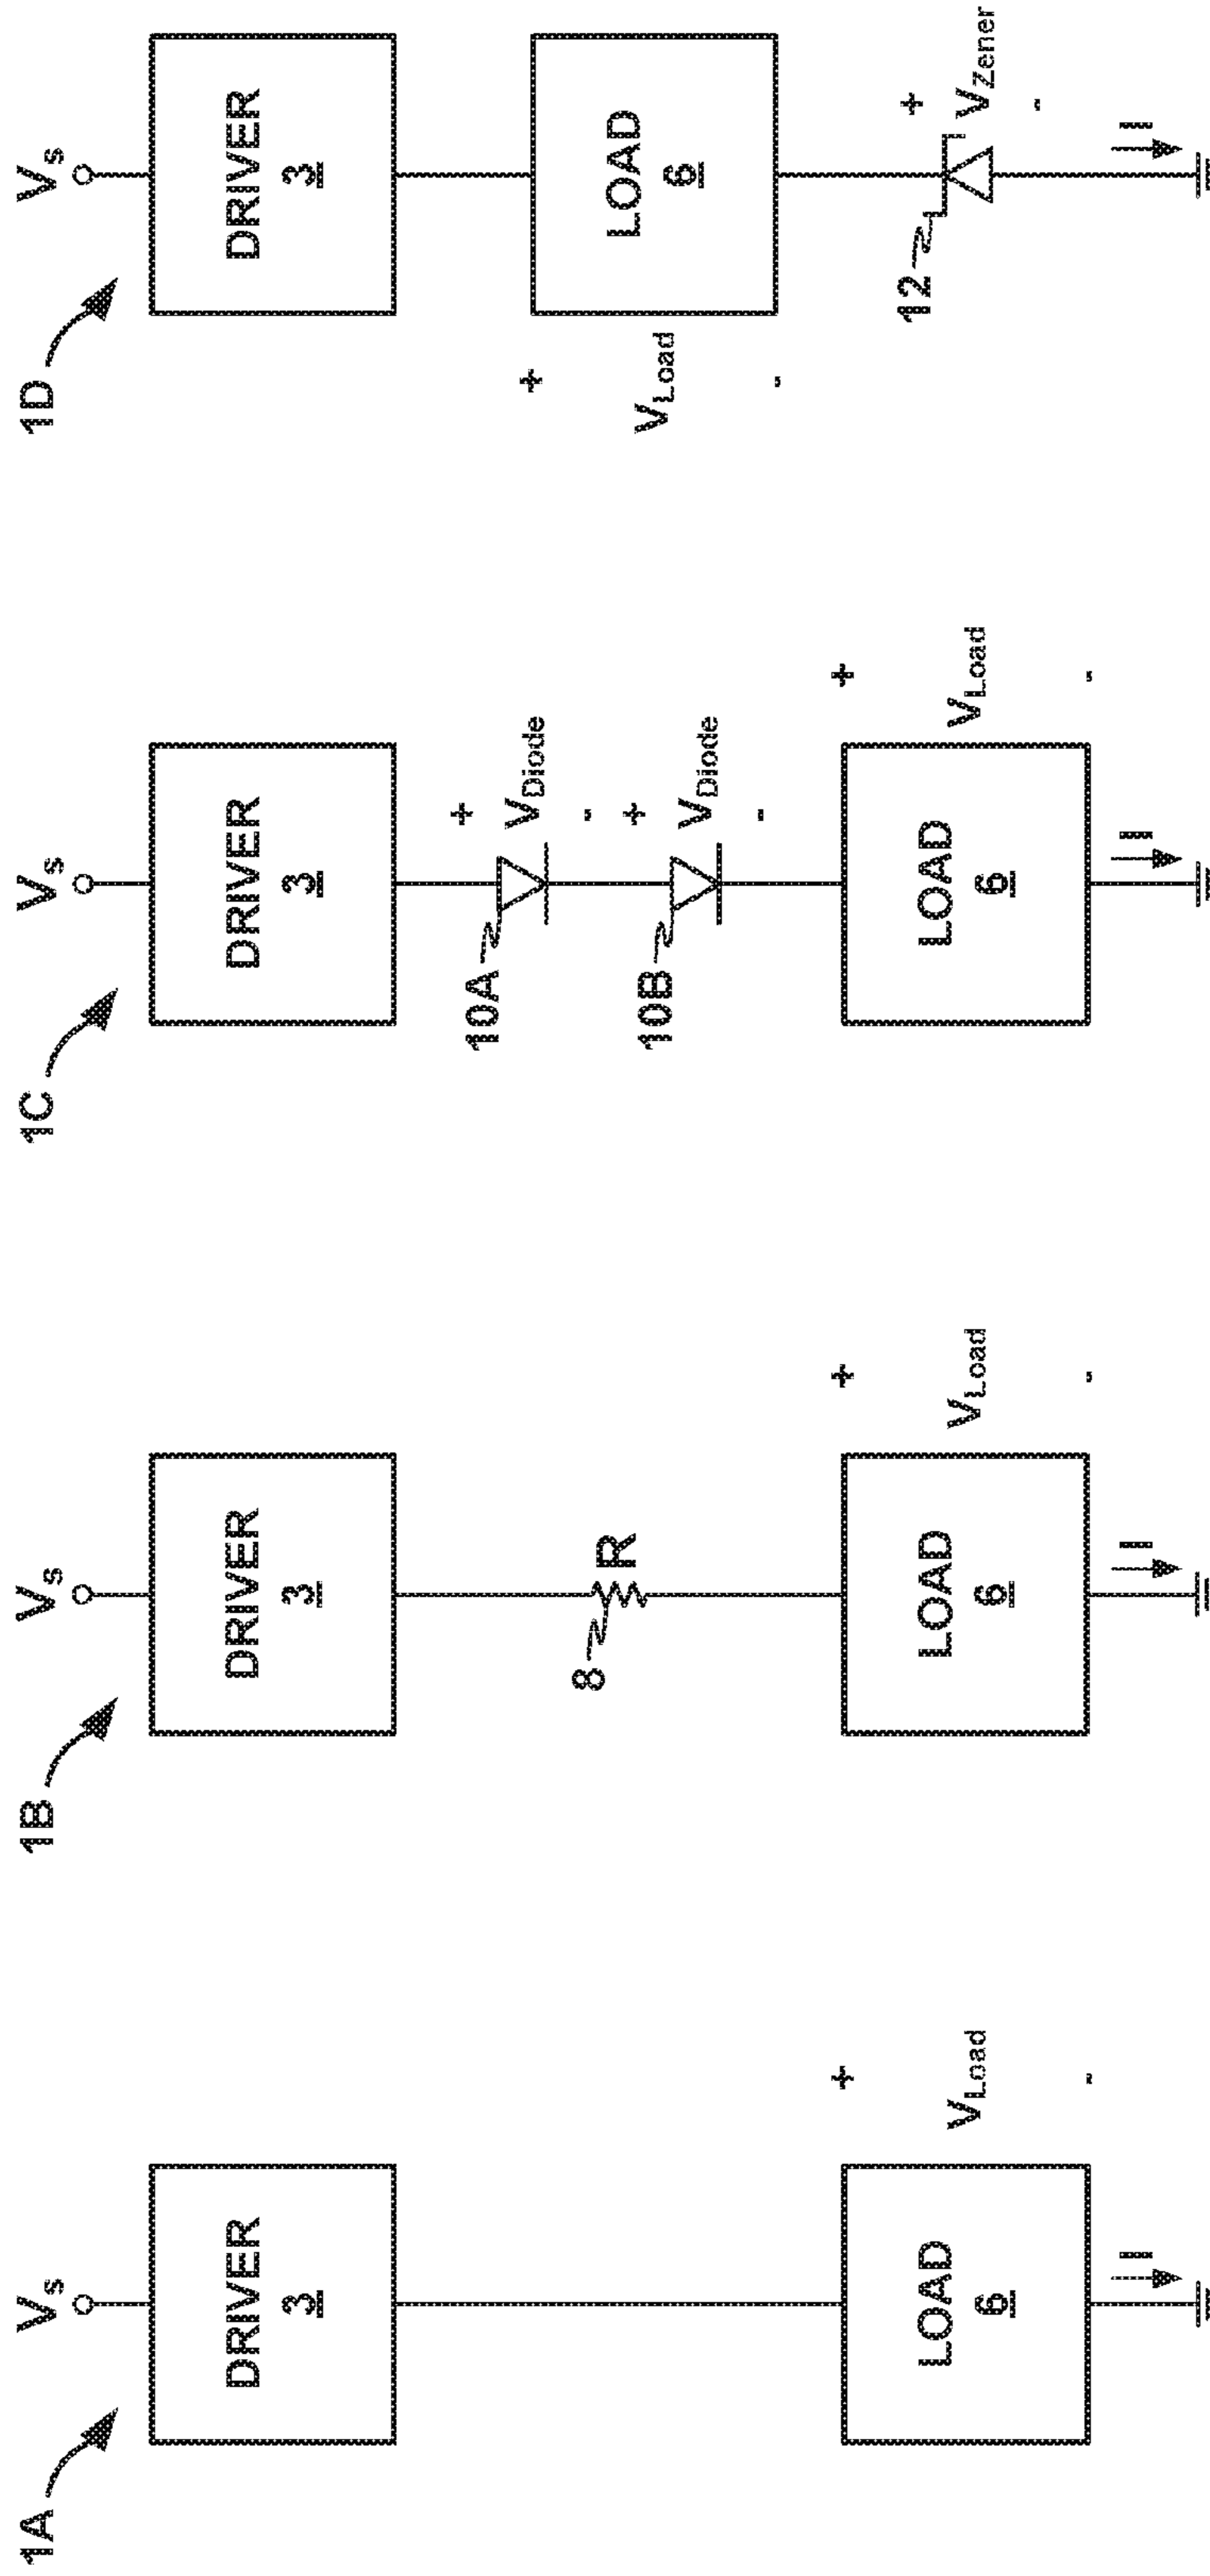 1A
Vs
DRIVER
3
LOAD
6
+
VLoad
-
I
1B
Vs
DRIVER
3
8
R
LOAD
6
+
VLoad
-
I
1C
Vs
DRIVER
3
10A
+
VDiode
-
10B
+
VDiode
-
LOAD
6
+
VLoad
-
I
1D
Vs
DRIVER
3
LOAD
6
+
VLoad
-
12
+
VZener
-
I